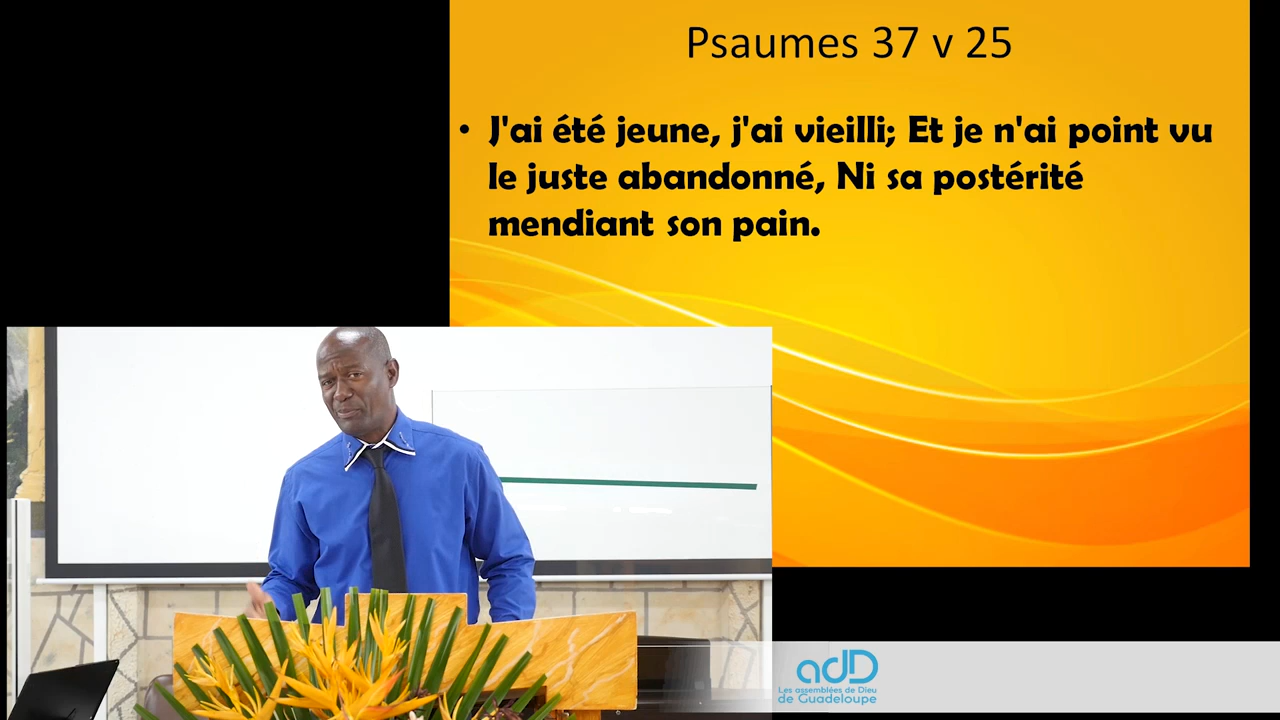 Psaumes 37 v 25
• J'ai été jeune, j'ai vieilli; Et je n'ai point vu
le juste abandonné, Ni sa postérité
mendiant son pain.
adD
Les assemblées de Dieu
de Guadeloupe